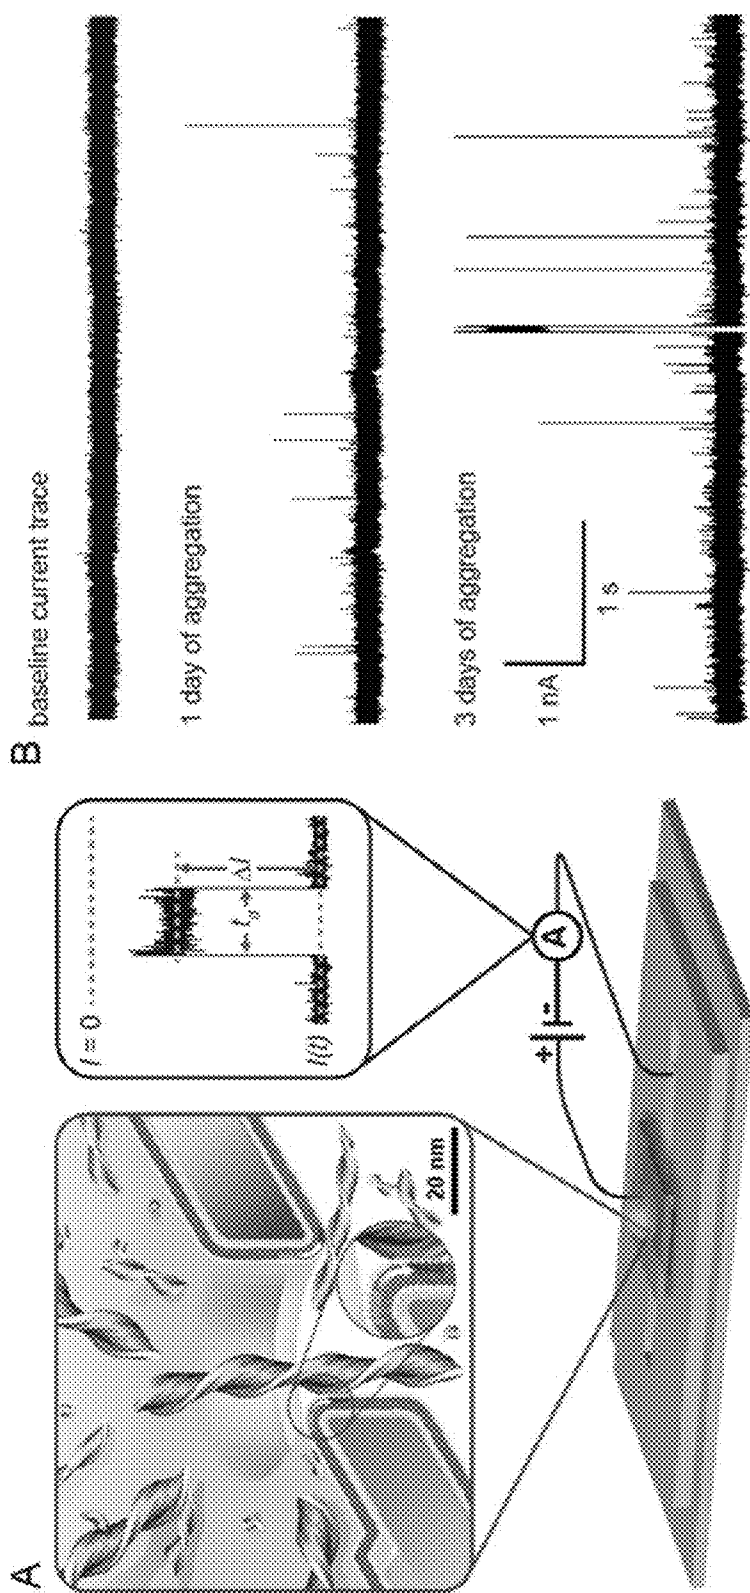 A
I = 0
I(t)
t_d
ΔI
20 nm
+
-
A
B
baseline current trace
1 day of aggregation
3 days of aggregation
1 nA
1 s